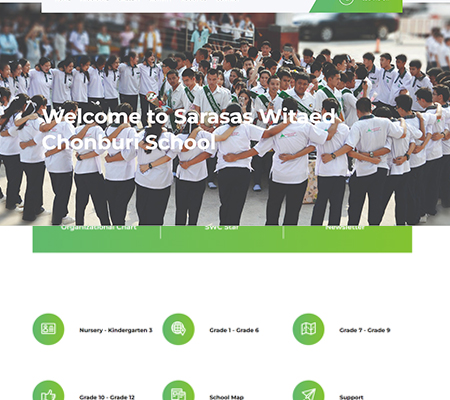 Welcome to Sarasas Witaed
Chonburi School
Organizational Chart
SWC Star
Newsletter
Nursery - Kindergarten 3
Grade 1 - Grade 6
Grade 7 - Grade 9
Grade 10 - Grade 12
School Map
Support